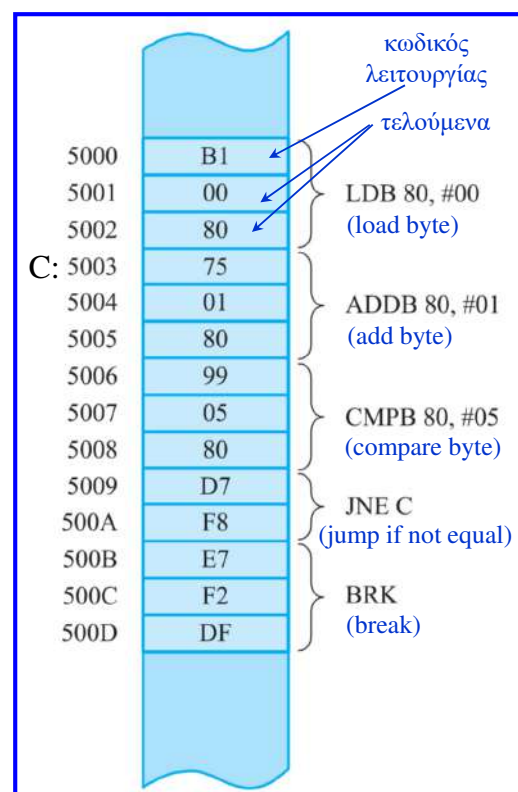 κωδικός
λειτουργίας
τελούμενα
5000 B1
5001 00
5002 80
LDB 80, #00
(load byte)
C: 5003 75
5004 01
5005 80
ADDB 80, #01
(add byte)
5006 99
5007 05
5008 80
CMPB 80, #05
(compare byte)
5009 D7
500A F8
JNE C
(jump if not equal)
500B E7
500C F2
500D DF
BRK
(break)